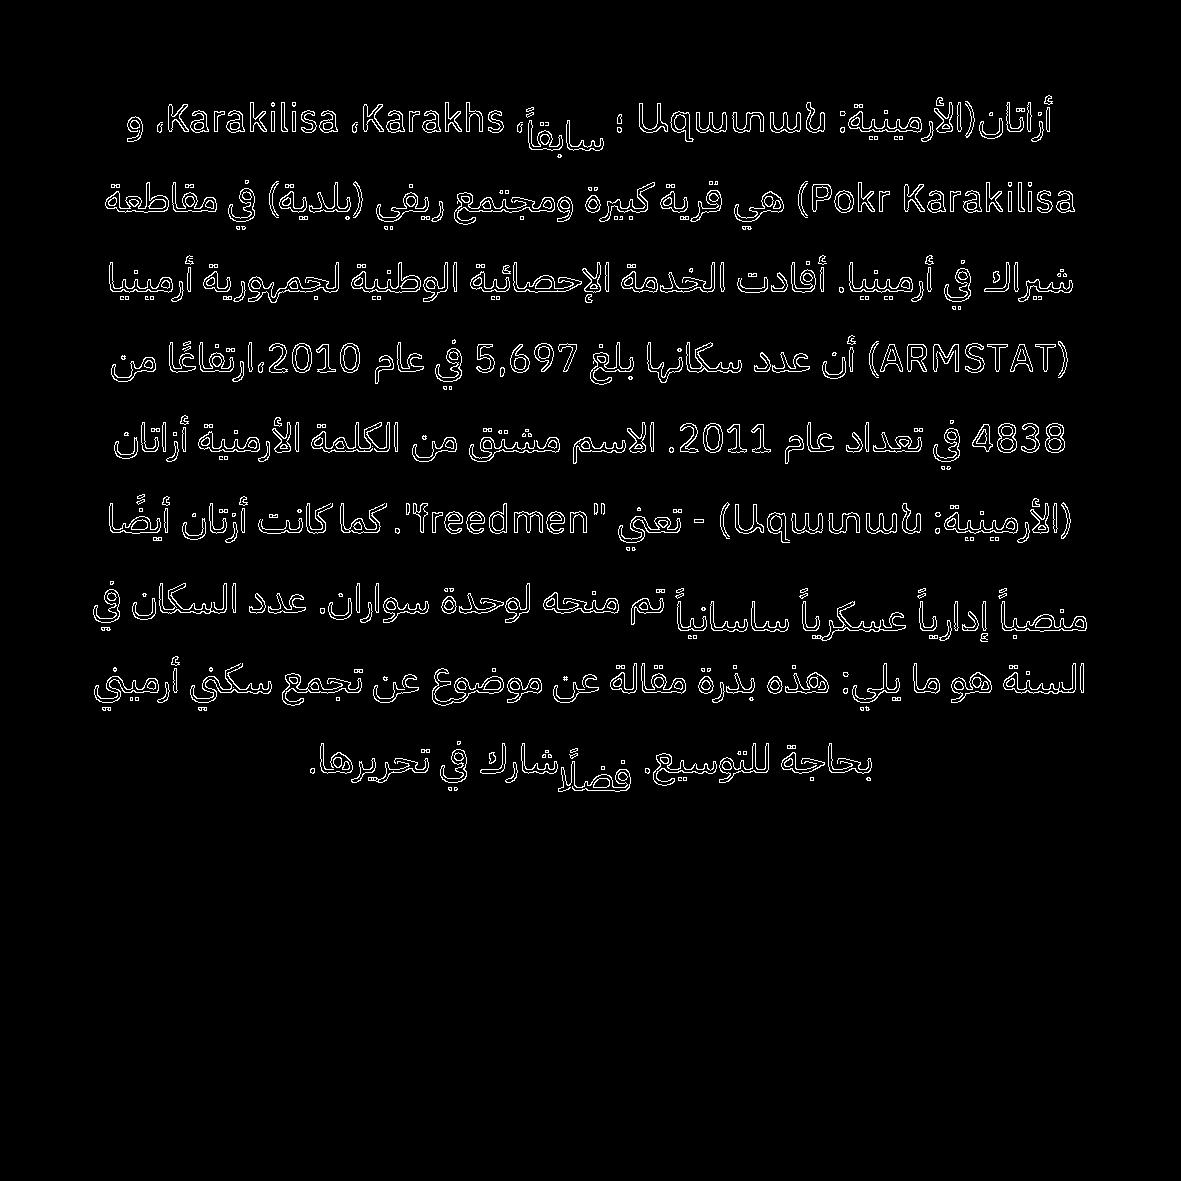 أزاتان(الأرمينية: Ազատան ؛ سابقاً، Karakhs، Karakilisa، و
Pokr Karakilisa) هي قرية كبيرة ومجتمع ريفي (بلدية) في مقاطعة
شيراك في أرمينيا. أفادت الخدمة الإحصائية الوطنية لجمهورية أرمينيا
(ARMSTAT) أن عدد سكانها بلغ 5,697 في عام 2010،ارتفاعًا من
4838 في تعداد عام 2011. الاسم مشتق من الكلمة الأرمنية أزاتان
(الأرمينية: Ազատան) - تعني "freedmen". كما كانت أزتان أيضًا
منصباً إدارياً عسكرياً ساسانياً تم منحه لوحدة سواران. عدد السكان في
السنة هو ما يلي: هذه بذرة مقالة عن موضوع عن تجمع سكني أرميني
بحاجة للتوسيع. فضلًاشارك في تحريرها.